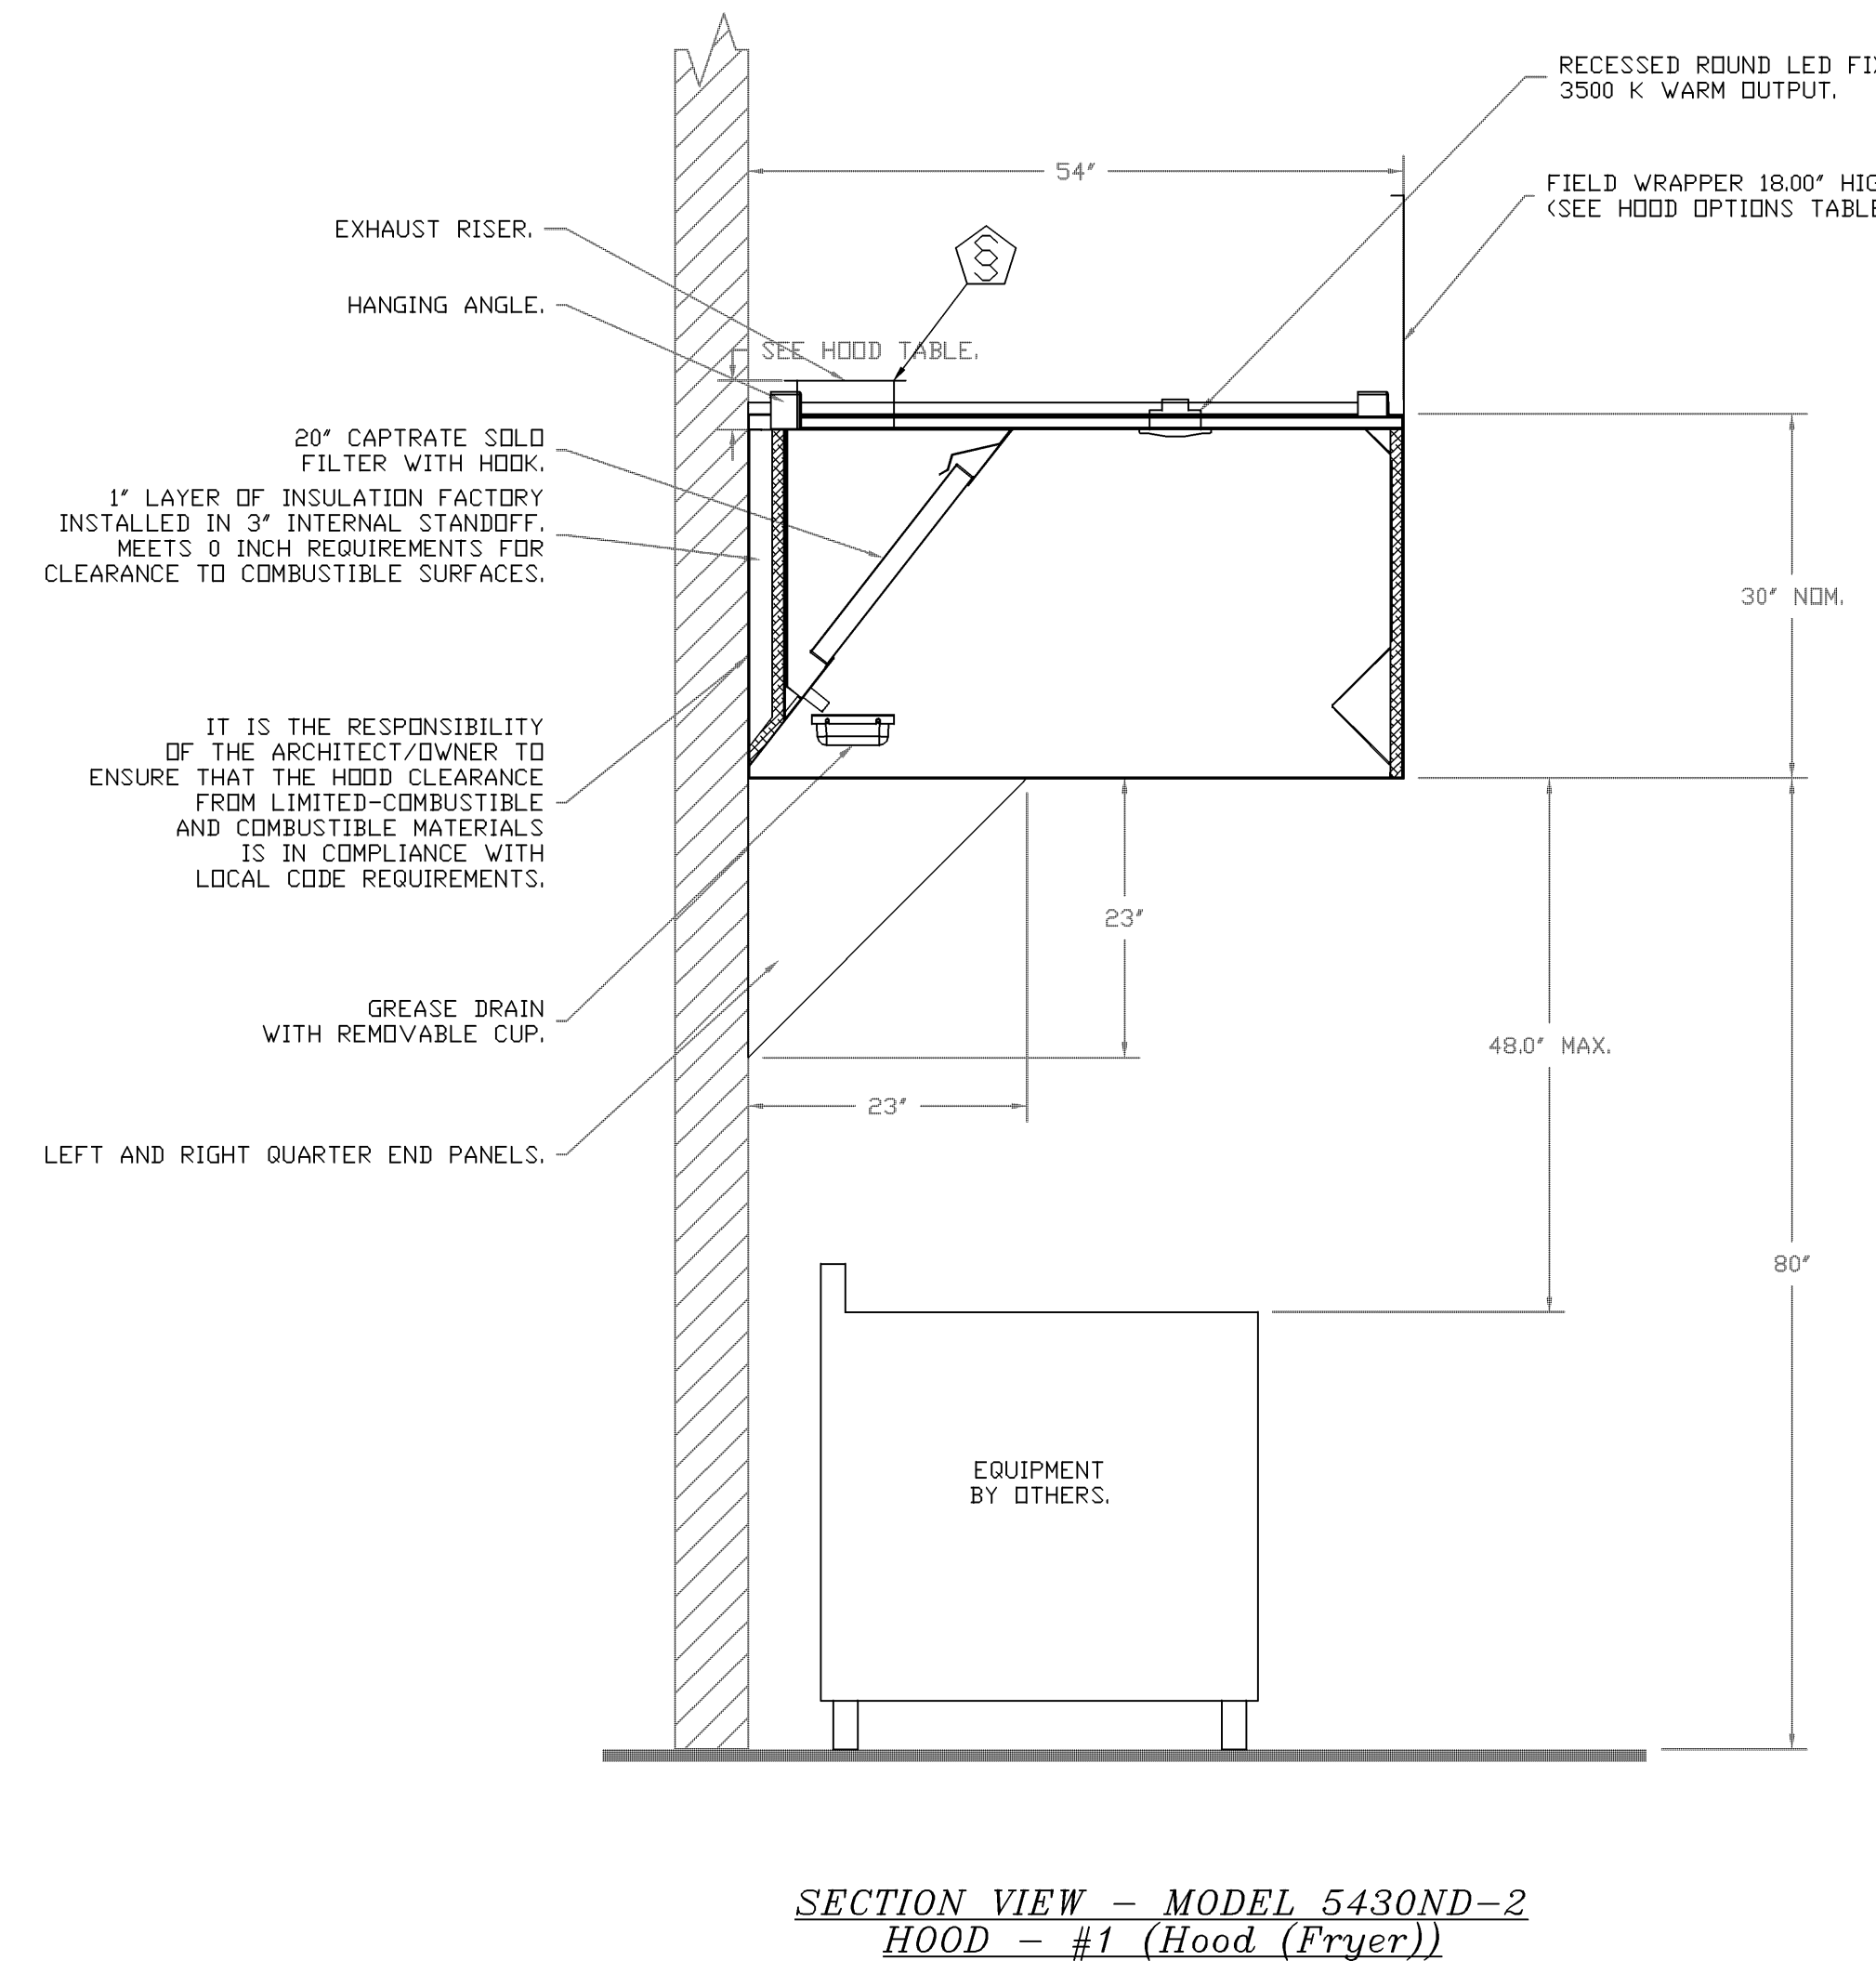 RECESSED ROUND LED
3500 K WARM OUTPUT.
54"
FIELD WRAPPER 18.00"
(SEE HOOD OPTIONS TABLE
EXHAUST RISER.
HANGING ANGLE.
SEE HOOD TABLE.
20" CAPTRATE SOLO
FILTER WITH HOOK.
1" LAYER OF INSULATION FACTORY
INSTALLED IN 3" INTERNAL STANDOFF.
MEETS 0 INCH REQUIREMENTS FOR
CLEARANCE TO COMBUSTIBLE SURFACES.
30" NOM.
IT IS THE RESPONSIBILITY
OF THE ARCHITECT/OWNER TO
ENSURE THAT THE HOOD CLEARANCE
FROM LIMITED-COMBUSTIBLE
AND COMBUSTIBLE MATERIALS
IS IN COMPLIANCE WITH
LOCAL CODE REQUIREMENTS.
23"
GREASE DRAIN
WITH REMOVABLE CUP.
48.0" MAX.
23"
LEFT AND RIGHT QUARTER END PANELS.
80"
EQUIPMENT
BY OTHERS.
SECTION VIEW - MODEL 5430ND-2
HOOD - #1 (Hood (Fryer))